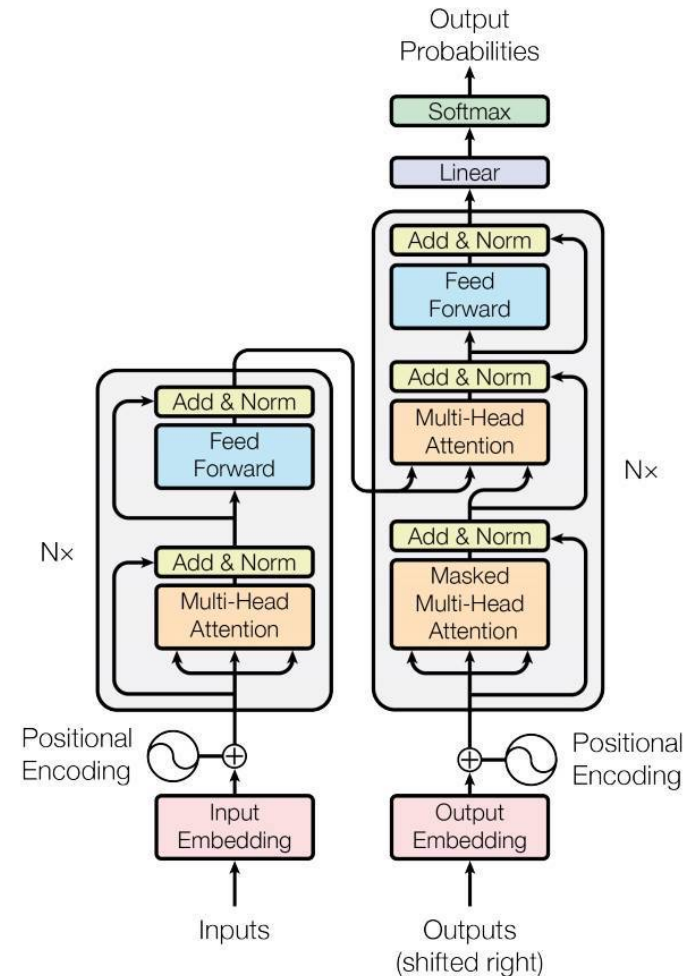 Output
Probabilities
Softmax
Linear
Add & Norm
Feed
Forward
Add & Norm
Multi-Head
Attention
Add & Norm
Masked
Multi-Head
Attention
N×
Add & Norm
Feed
Forward
Add & Norm
Multi-Head
Attention
N×
Positional
Encoding
Positional
Encoding
Input
Embedding
Output
Embedding
Inputs
Outputs
(shifted right)